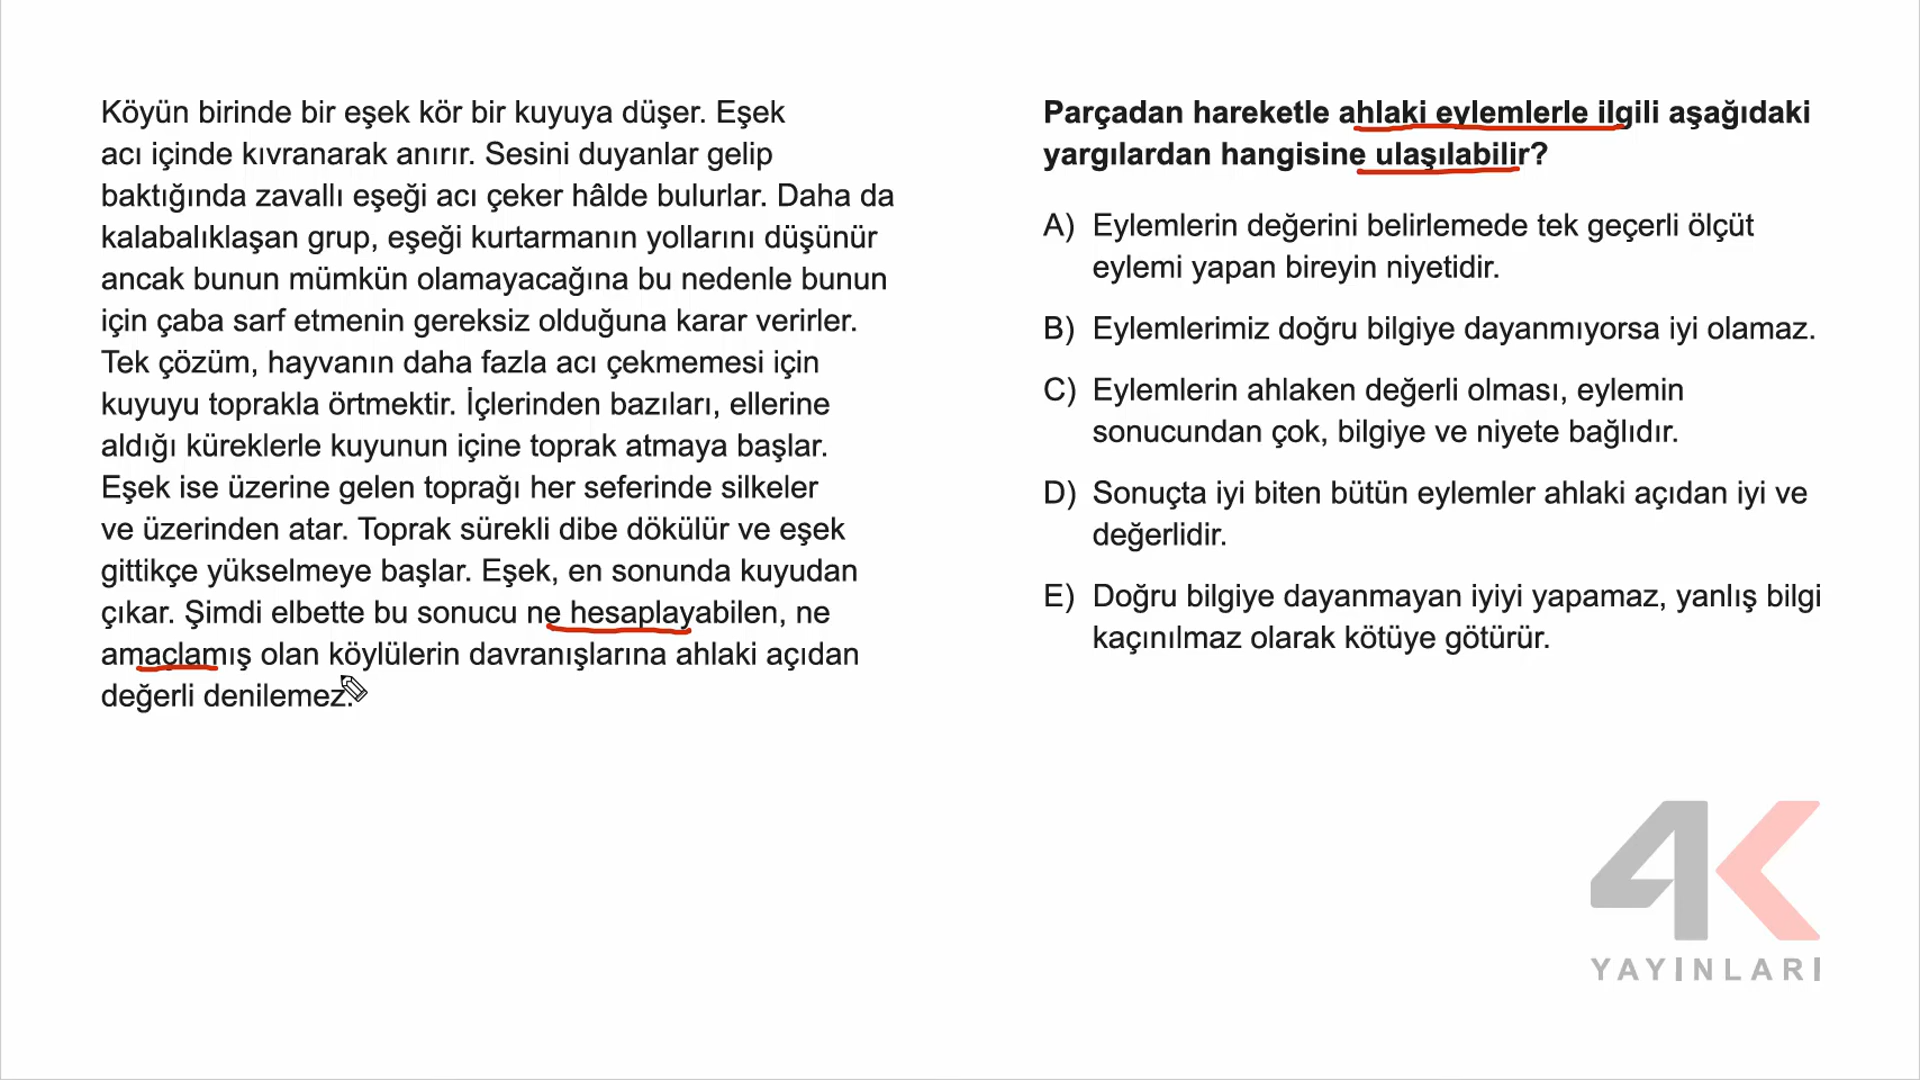 Köyün birinde bir eşek kör bir kuyuya düşer. Eşek
acı içinde kıvranarak anırır. Sesini duyanlar gelip
baktığında zavallı eşeği acı çeker hâlde bulurlar. Daha da
kalabalıklaşan grup, eşeği kurtarmanın yollarını düşünür
ancak bunun mümkün olamayacağına bu nedenle bunun
için çaba sarf etmenin gereksiz olduğuna karar verirler.
Tek çözüm, hayvanın daha fazla acı çekmemesi için
kuyuyu toprakla örtmektir. İçlerinden bazıları, ellerine
aldığı küreklerle kuyunun içine toprak atmaya başlar.
Eşek ise üzerine gelen toprağı her seferinde silkeler
ve üzerinden atar. Toprak sürekli dibe dökülür ve eşek
gittikçe yükselmeye başlar. Eşek, en sonunda kuyudan
çıkar. Şimdi elbette bu sonucu ne hesaplayabilen, ne
amaçlamış olan köylülerin davranışlarına ahlaki açıdan
değerli denilemez.
Parçadan hareketle ahlaki eylemlerle ilgili aşağıdaki
yargılardan hangisine ulaşılabilir?
A) Eylemlerin değerini belirlemede tek geçerli ölçüt
eylemi yapan bireyin niyetidir.
B) Eylemlerimiz doğru bilgiye dayanmıyorsa iyi olamaz.
C) Eylemlerin ahlaken değerli olması, eylemin
sonucundan çok, bilgiye ve niyete bağlıdır.
D) Sonuçta iyi biten bütün eylemler ahlaki açıdan iyi ve
değerlidir.
E) Doğru bilgiye dayanmayan iyiyi yapamaz, yanlış bilgi
kaçınılmaz olarak kötüye götürür.
4K
YAYINLARI